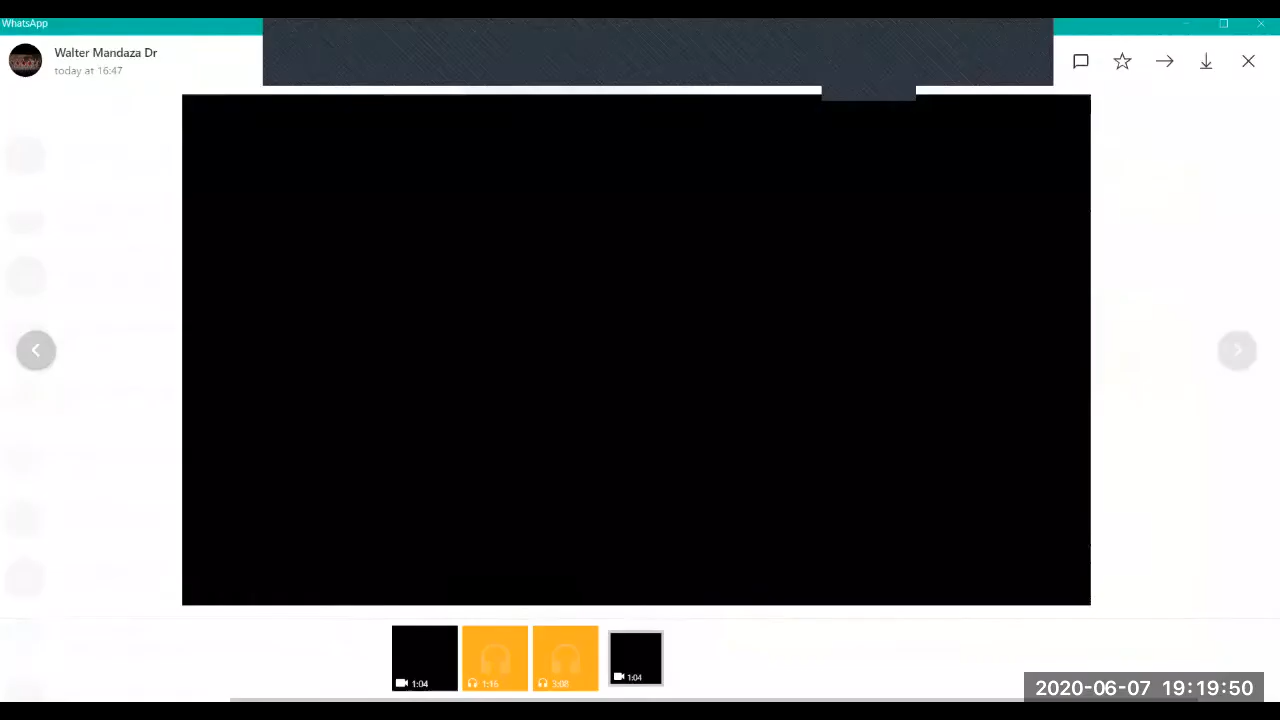 WhatsApp
Walter Mandaza Dr
today at 16:47
1:04
1:16
3:08
1:04
2020-06-07 19:19:50